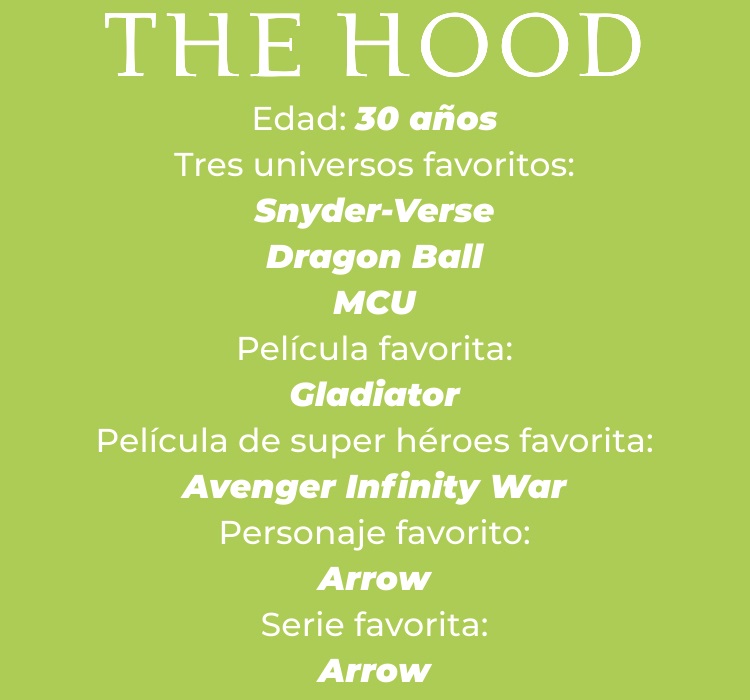 THE HOOD
Edad: 30 años
Tres universos favoritos:
Snyder-Verse
Dragon Ball
MCU
Película favorita:
Gladiator
Película de super héroes favorita:
Avenger Infinity War
Personaje favorito:
Arrow
Serie favorita:
Arrow